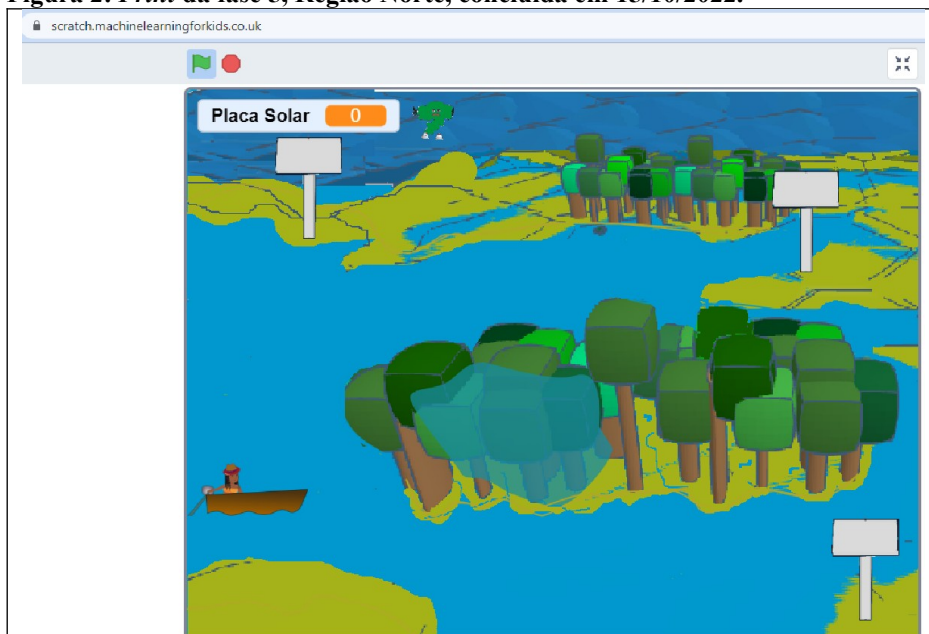 Figura 2: Print da fase 3, Região Norte, concluída em 13/10/2022.
scratch.machinelearningforkids.co.uk
Placa Solar 0